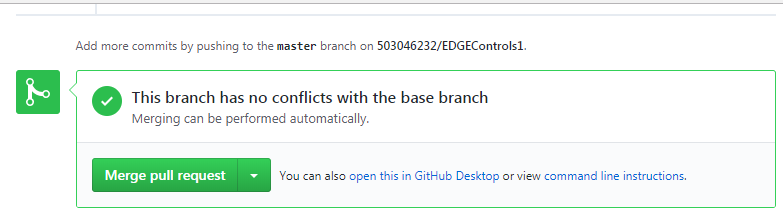 Add more commits by pushing to the master branch on 503046232/EDGEControls1.
This branch has no conflicts with the base branch
Merging can be performed automatically.
Merge pull request You can also open this in GitHub Desktop or view command line instructions.